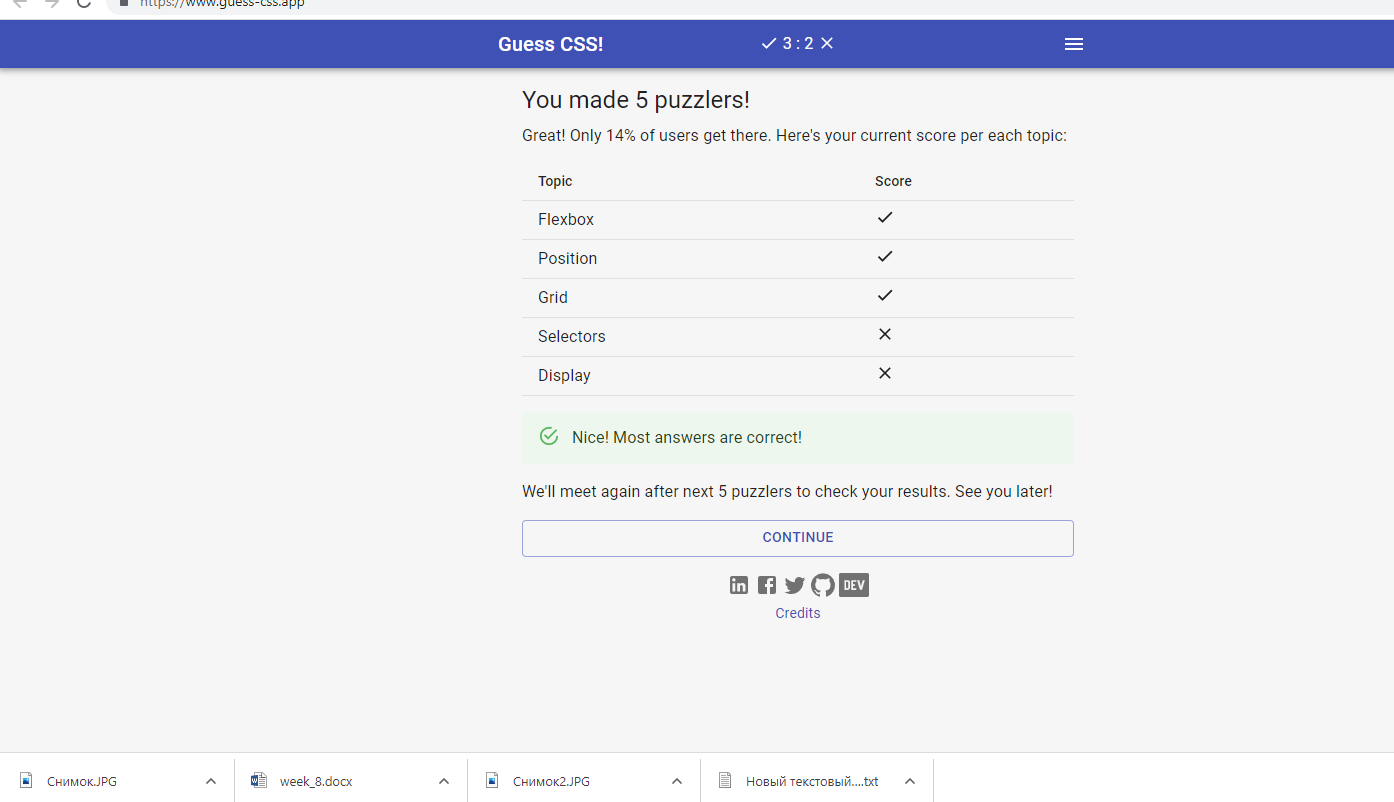 https://www.guess-css.app
Guess CSS! 3 : 2
You made 5 puzzlers!
Great! Only 14% of users get there. Here's your current score per each topic:
Topic Score
Flexbox
Position
Grid
Selectors
Display
Nice! Most answers are correct!
We'll meet again after next 5 puzzlers to check your results. See you later!
CONTINUE
in f DEV
Credits
Снимок.JPG week_8.docx Снимок2.JPG Новый текстовый....txt